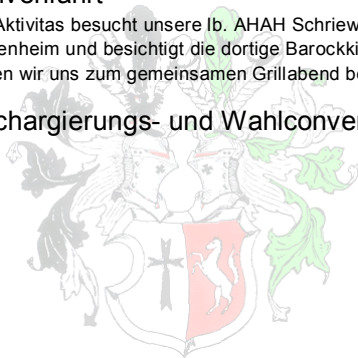 Aktivitas besucht unsere lb. AHAH Schriew
enheim und besichtigt die dortige Barockki
en wir uns zum gemeinsamen Grillabend be
chargierungs- und Wahlconve